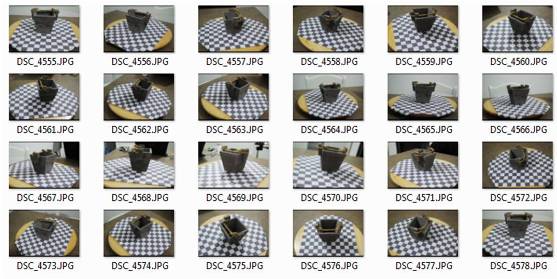 DSC_4555.JPG DSC_4556.JPG DSC_4557.JPG DSC_4558.JPG DSC_4559.JPG DSC_4560.JPG
DSC_4561.JPG DSC_4562.JPG DSC_4563.JPG DSC_4564.JPG DSC_4565.JPG DSC_4566.JPG
DSC_4567.JPG DSC_4568.JPG DSC_4569.JPG DSC_4570.JPG DSC_4571.JPG DSC_4572.JPG
DSC_4573.JPG DSC_4574.JPG DSC_4575.JPG DSC_4576.JPG DSC_4577.JPG DSC_4578.JPG